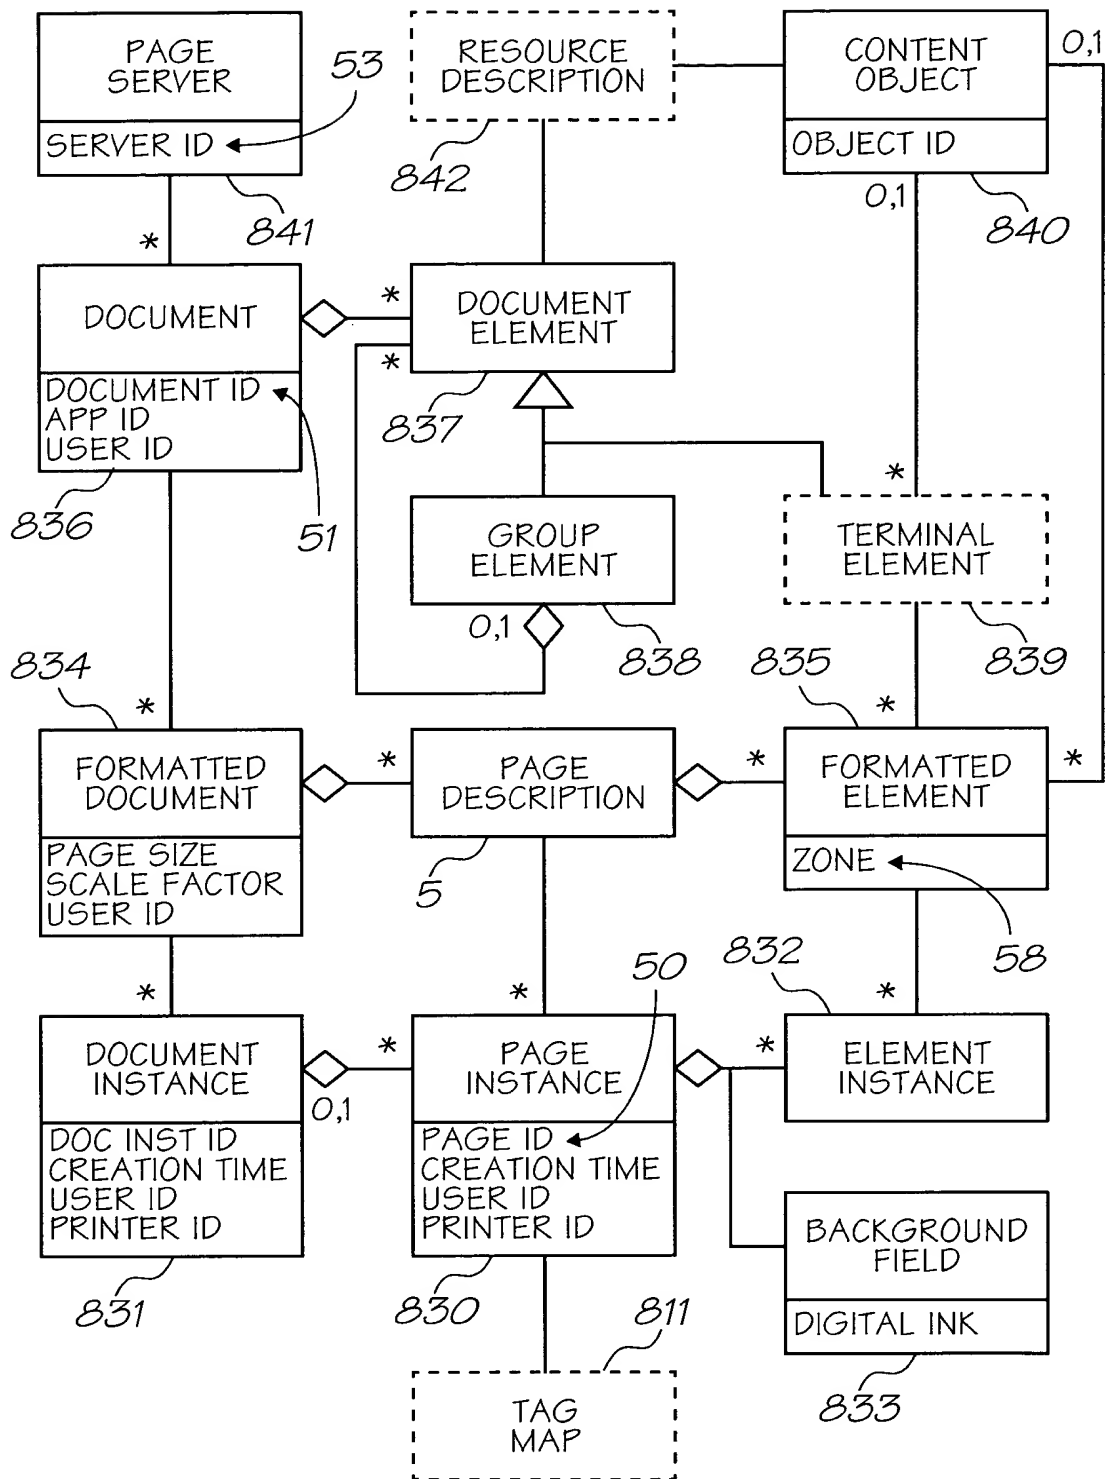 PAGE
SERVER
53
SERVER ID
841
RESOURCE
DESCRIPTION
842
CONTENT
OBJECT
0,1
OBJECT ID
0,1
840
*
DOCUMENT
DOCUMENT ID
APP ID
USER ID
836
51
*
DOCUMENT
ELEMENT
*
837
*
GROUP
ELEMENT
0,1
838
TERMINAL
ELEMENT
839
834
*
FORMATTED
DOCUMENT
PAGE SIZE
SCALE FACTOR
USER ID
*
PAGE
DESCRIPTION
5
835
*
*
FORMATTED
ELEMENT
*
ZONE
58
*
DOCUMENT
INSTANCE
0,1
DOC INST ID
CREATION TIME
USER ID
PRINTER ID
831
*
50
*
PAGE
INSTANCE
PAGE ID
CREATION TIME
USER ID
PRINTER ID
830
832
*
*
ELEMENT
INSTANCE
BACKGROUND
FIELD
DIGITAL INK
833
811
TAG
MAP